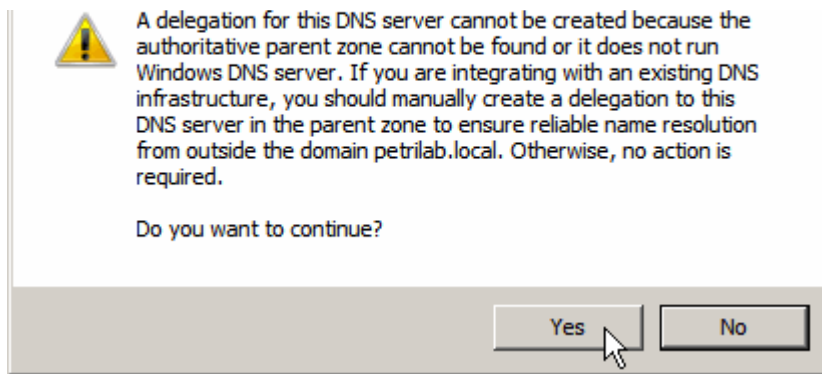 A delegation for this DNS server cannot be created because the
authoritative parent zone cannot be found or it does not run
Windows DNS server. If you are integrating with an existing DNS
infrastructure, you should manually create a delegation to this
DNS server in the parent zone to ensure reliable name resolution
from outside the domain petrilab.local. Otherwise, no action is
required.
Do you want to continue?
Yes
No